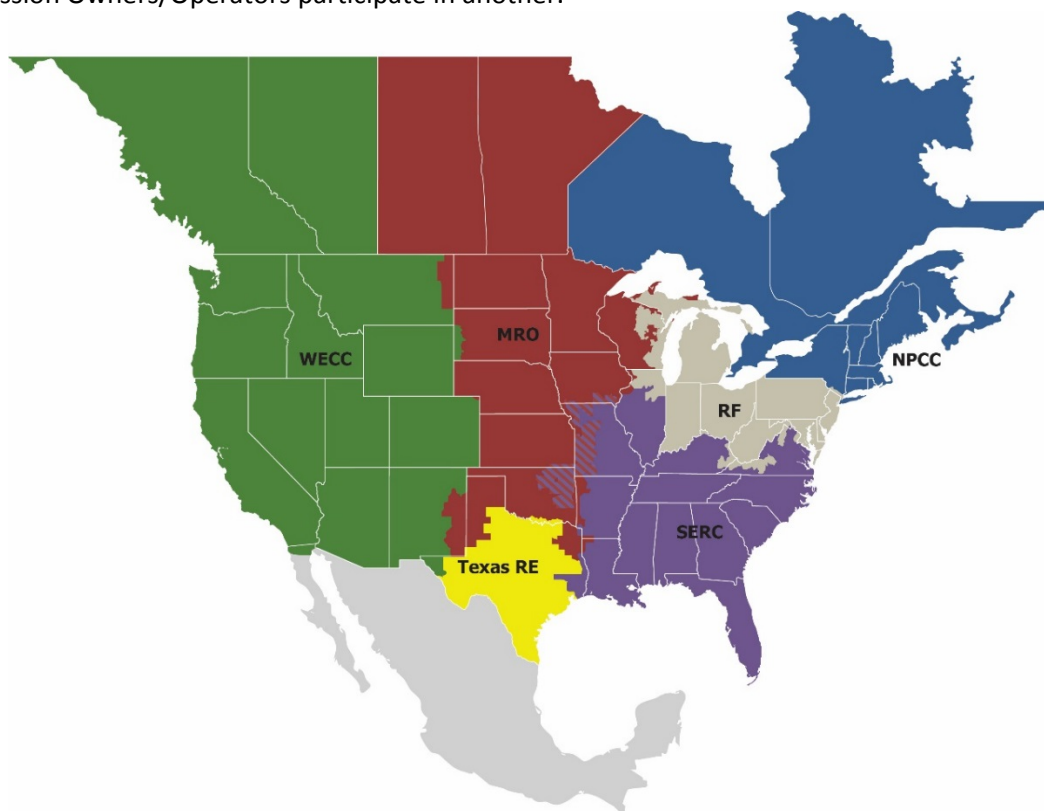 ssion Owners/Operators participate in another.
NPCC
WECC
MRO
RF
SERC
Texas RE